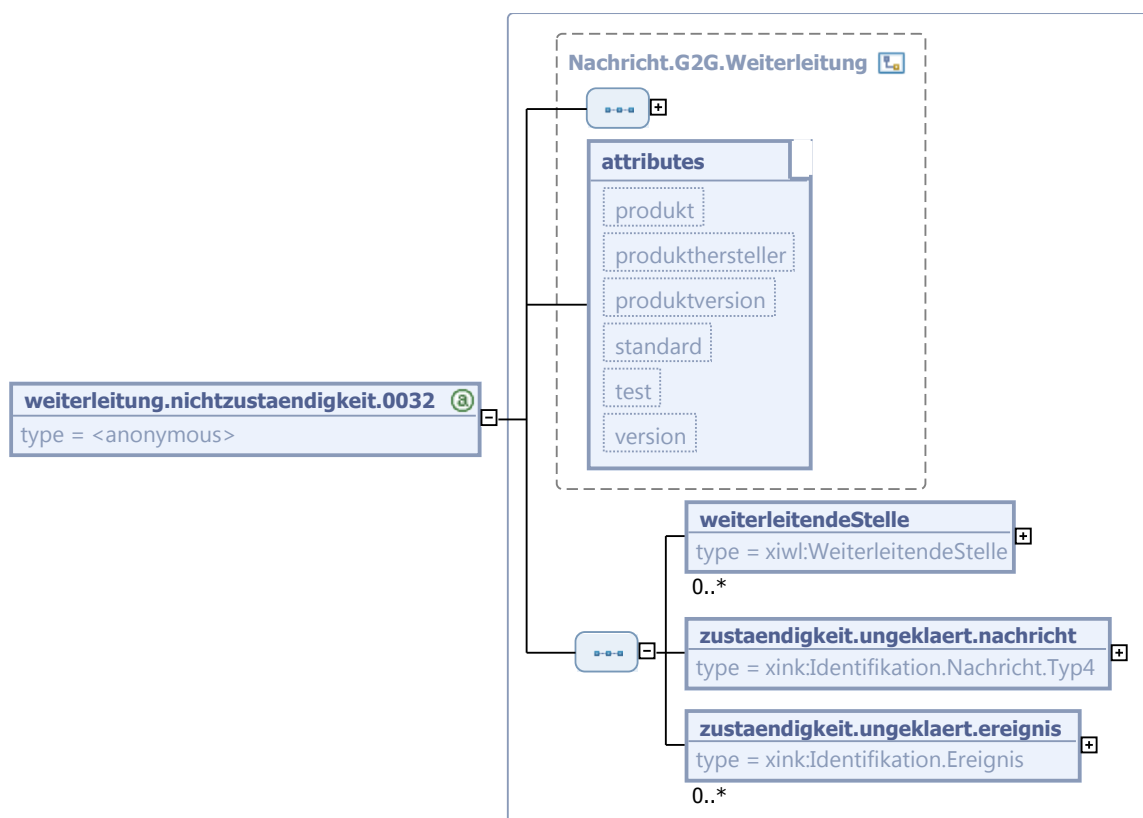 Nachricht.G2G.Weiterleitung
attributes
produkt
produkthersteller
produktversion
standard
test
version
weiterleitung.nichtzustaendigkeit.0032
type = <anonymous>
weiterleitendeStelle
type = xiwl:WeiterleitendeStelle
0..*
zustaendigkeit.ungeklaert.nachricht
type = xink:Identifikation.Nachricht.Typ4
zustaendigkeit.ungeklaert.ereignis
type = xink:Identifikation.Ereignis
0..*